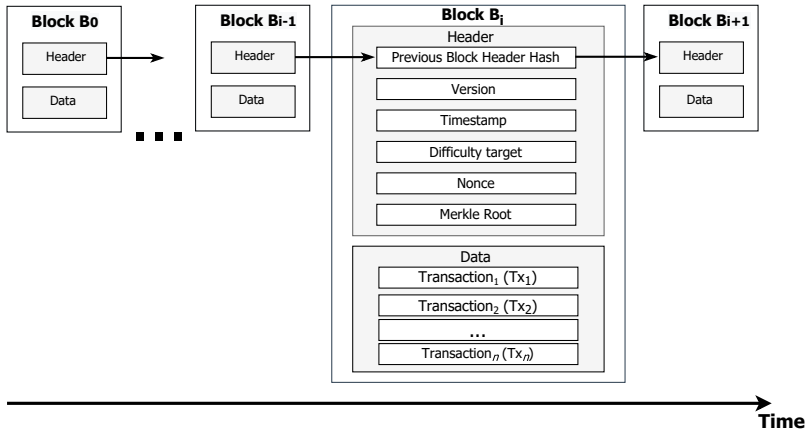 Block B0
Header
Data
...
Block Bi-1
Header
Data
Block Bi
Header
Previous Block Header Hash
Version
Timestamp
Difficulty target
Nonce
Merkle Root
Data
Transaction1 (Tx1)
Transaction2 (Tx2)
...
Transactionn (Txn)
Block Bi+1
Header
Data
Time